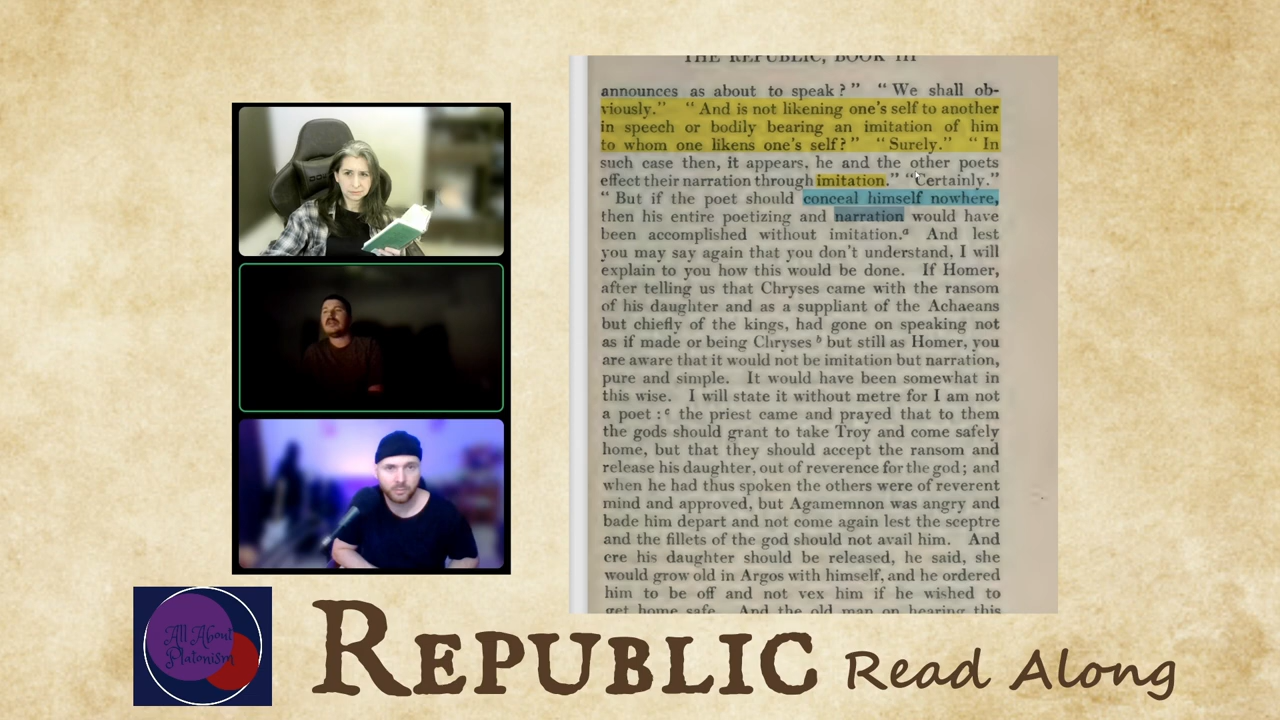 THE REPUBLIC, BOOK III
announces as about to speak?” “We shall ob-
viously.” “And is not likening one’s self to another
in speech or bodily bearing an imitation of him
to whom one likens one’s self?” “Surely.” “In
such case then, it appears, he and the other poets
effect their narration through imitation.” “Certainly.”
“But if the poet should conceal himself nowhere,
then his entire poetizing and narration would have
been accomplished without imitation.a And lest
you may say again that you don’t understand, I will
explain to you how this would be done. If Homer,
after telling us that Chryses came with the ransom
of his daughter and as a suppliant of the Achaeans
but chiefly of the kings, had gone on speaking not
as if made or being Chryses b but still as Homer, you
are aware that it would not be imitation but narration,
pure and simple. It would have been somewhat in
this wise. I will state it without metre for I am not
a poet:c the priest came and prayed that to them
the gods should grant to take Troy and come safely
home, but that they should accept the ransom and
release his daughter, out of reverence for the god; and
when he had thus spoken the others were of reverent
mind and approved, but Agamemnon was angry and
bade him depart and not come again lest the sceptre
and the fillets of the god should not avail him. And
ere his daughter should be released, he said, she
would grow old in Argos with himself, and he ordered
him to be off and not vex him if he wished to
get home safe. And the old man on hearing this
All About
Platonism
REPUBLIC Read Along